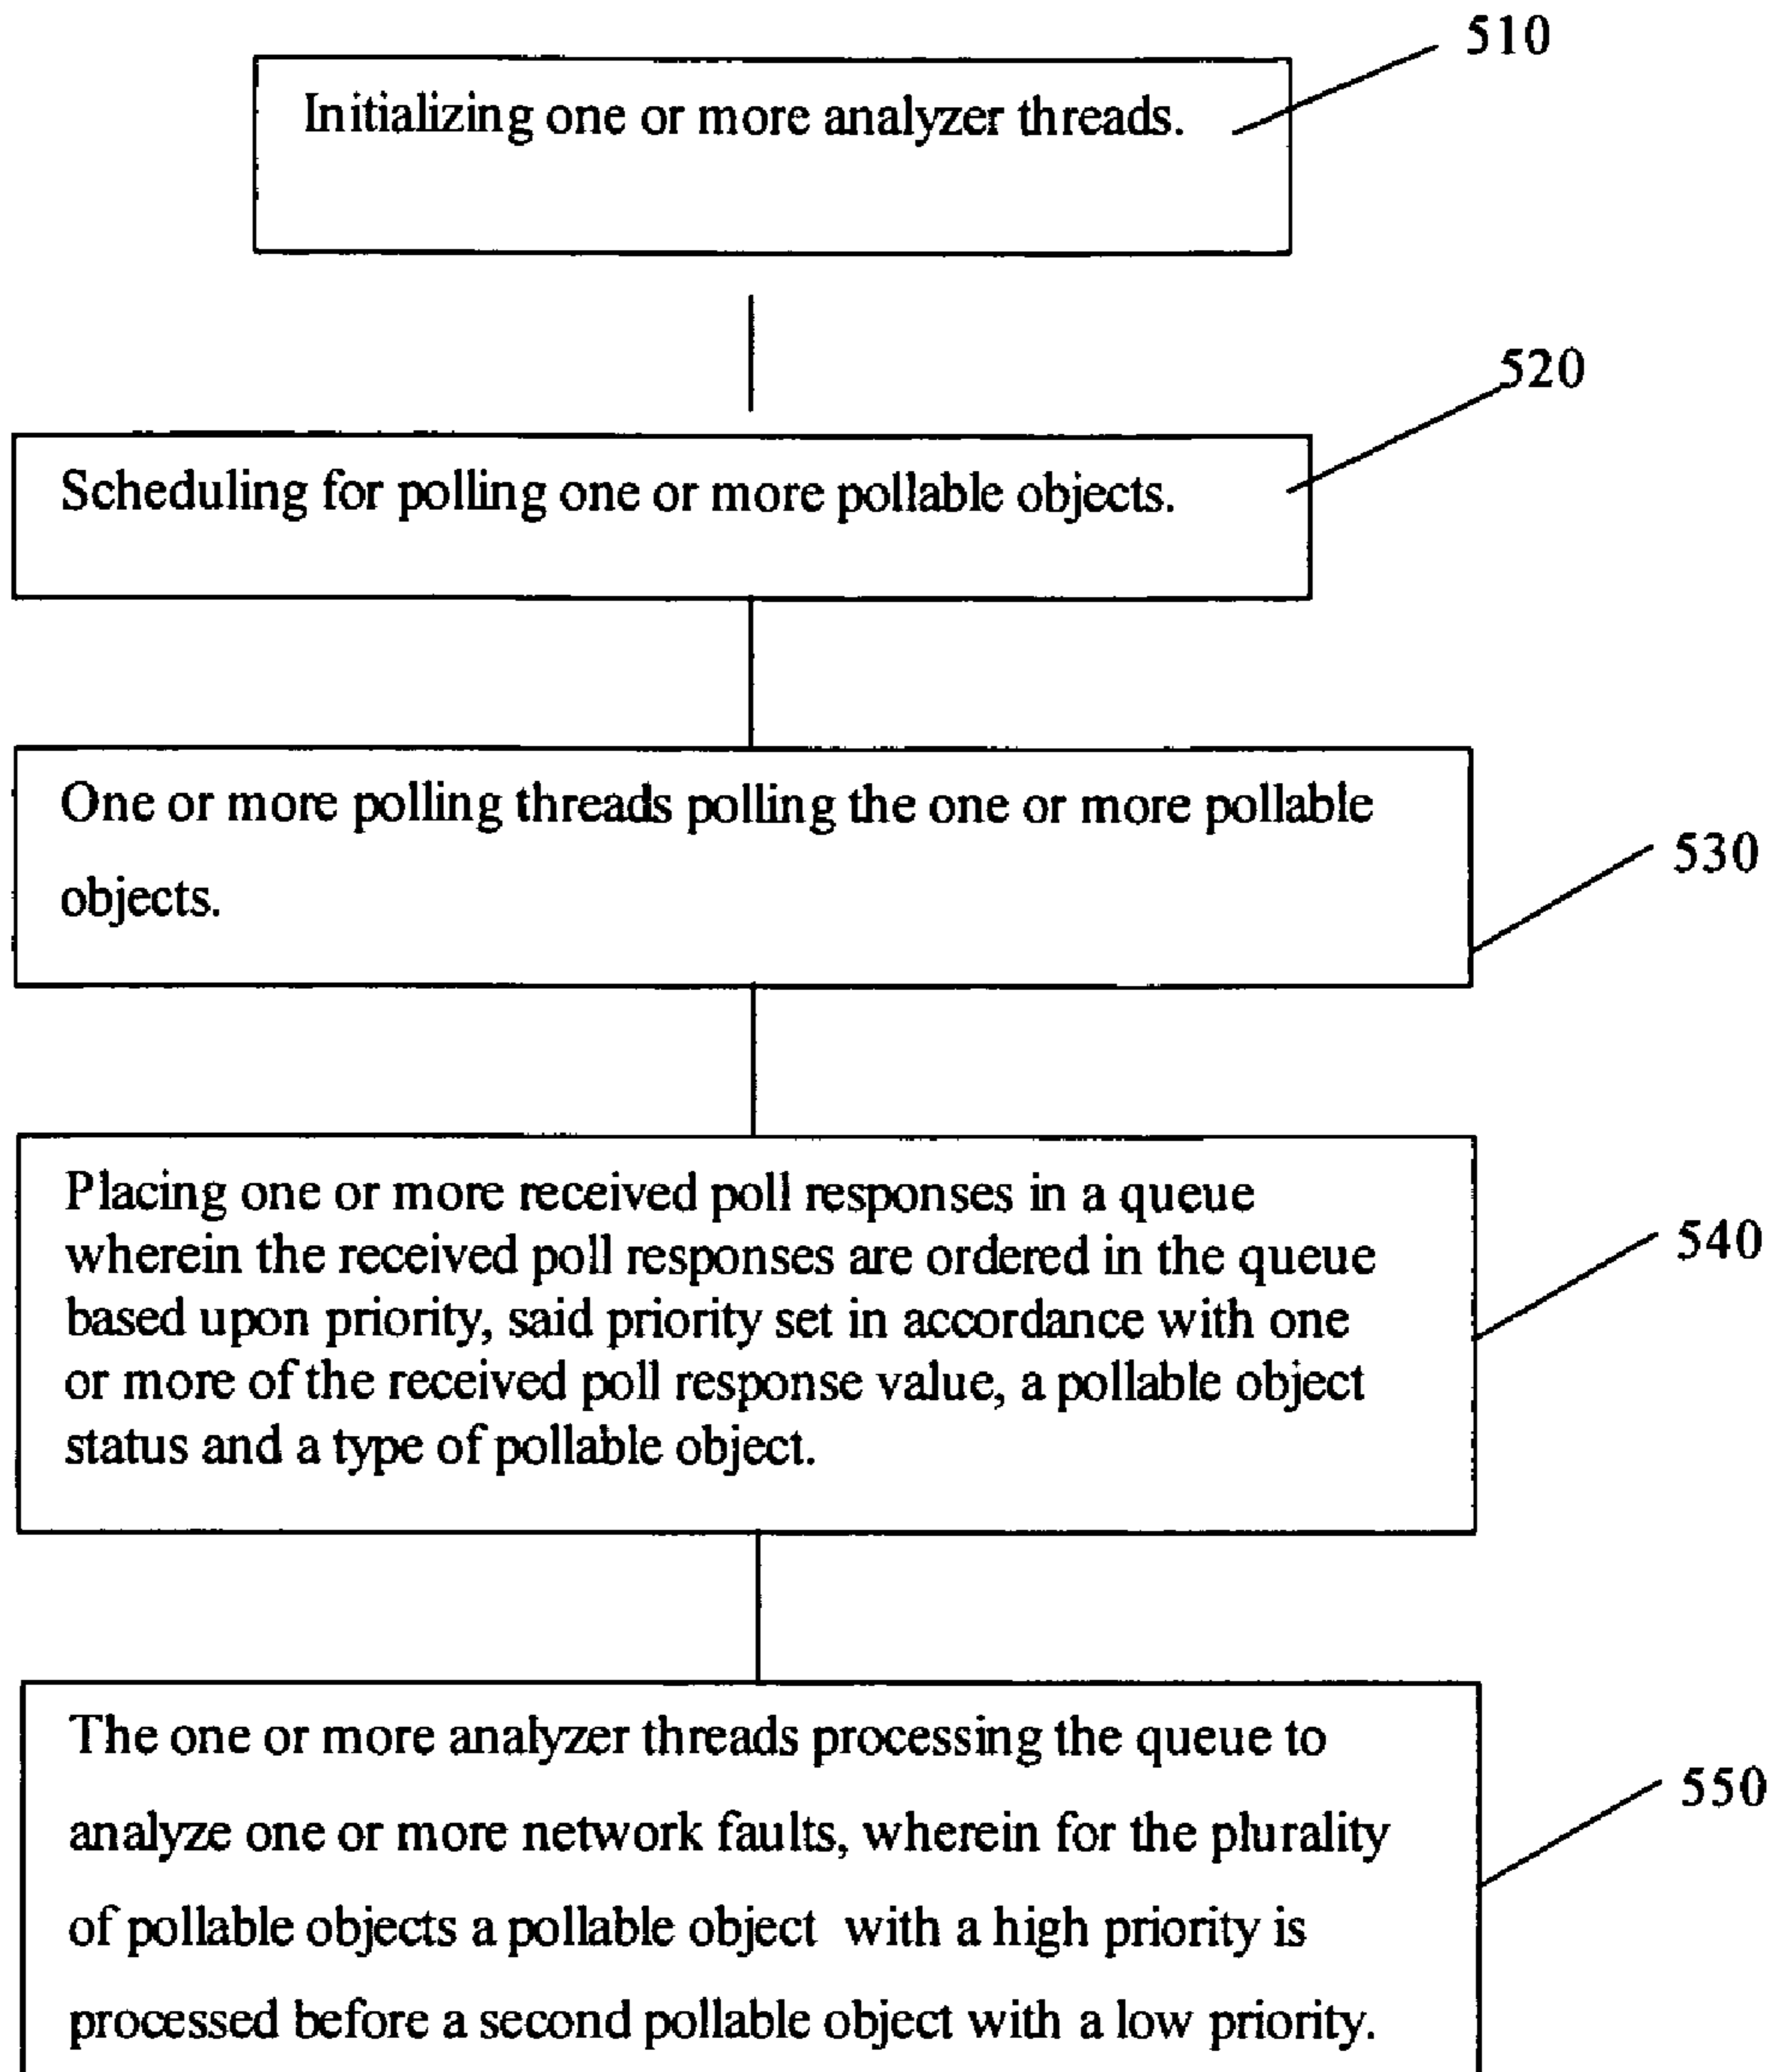 510
Initializing one or more analyzer threads.
520
Scheduling for polling one or more pollable objects.
One or more polling threads polling the one or more pollable
objects.
530
Placing one or more received poll responses in a queue
wherein the received poll responses are ordered in the queue
based upon priority, said priority set in accordance with one
or more of the received poll response value, a pollable object
status and a type of pollable object.
540
The one or more analyzer threads processing the queue to
analyze one or more network faults, wherein for the plurality
of pollable objects a pollable object with a high priority is
processed before a second pollable object with a low priority.
550